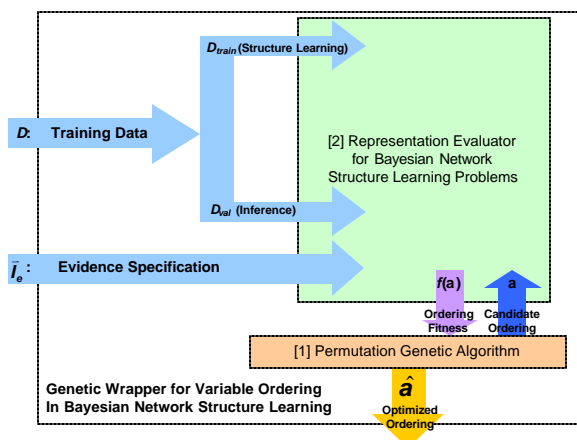 D_train (Structure Learning)
D: Training Data
[2] Representation Evaluator
for Bayesian Network
Structure Learning Problems
D_val (Inference)
I⃗_e: Evidence Specification
f(a)
Ordering
Fitness
a
Candidate
Ordering
[1] Permutation Genetic Algorithm
Genetic Wrapper for Variable Ordering
In Bayesian Network Structure Learning
â
Optimized
Ordering